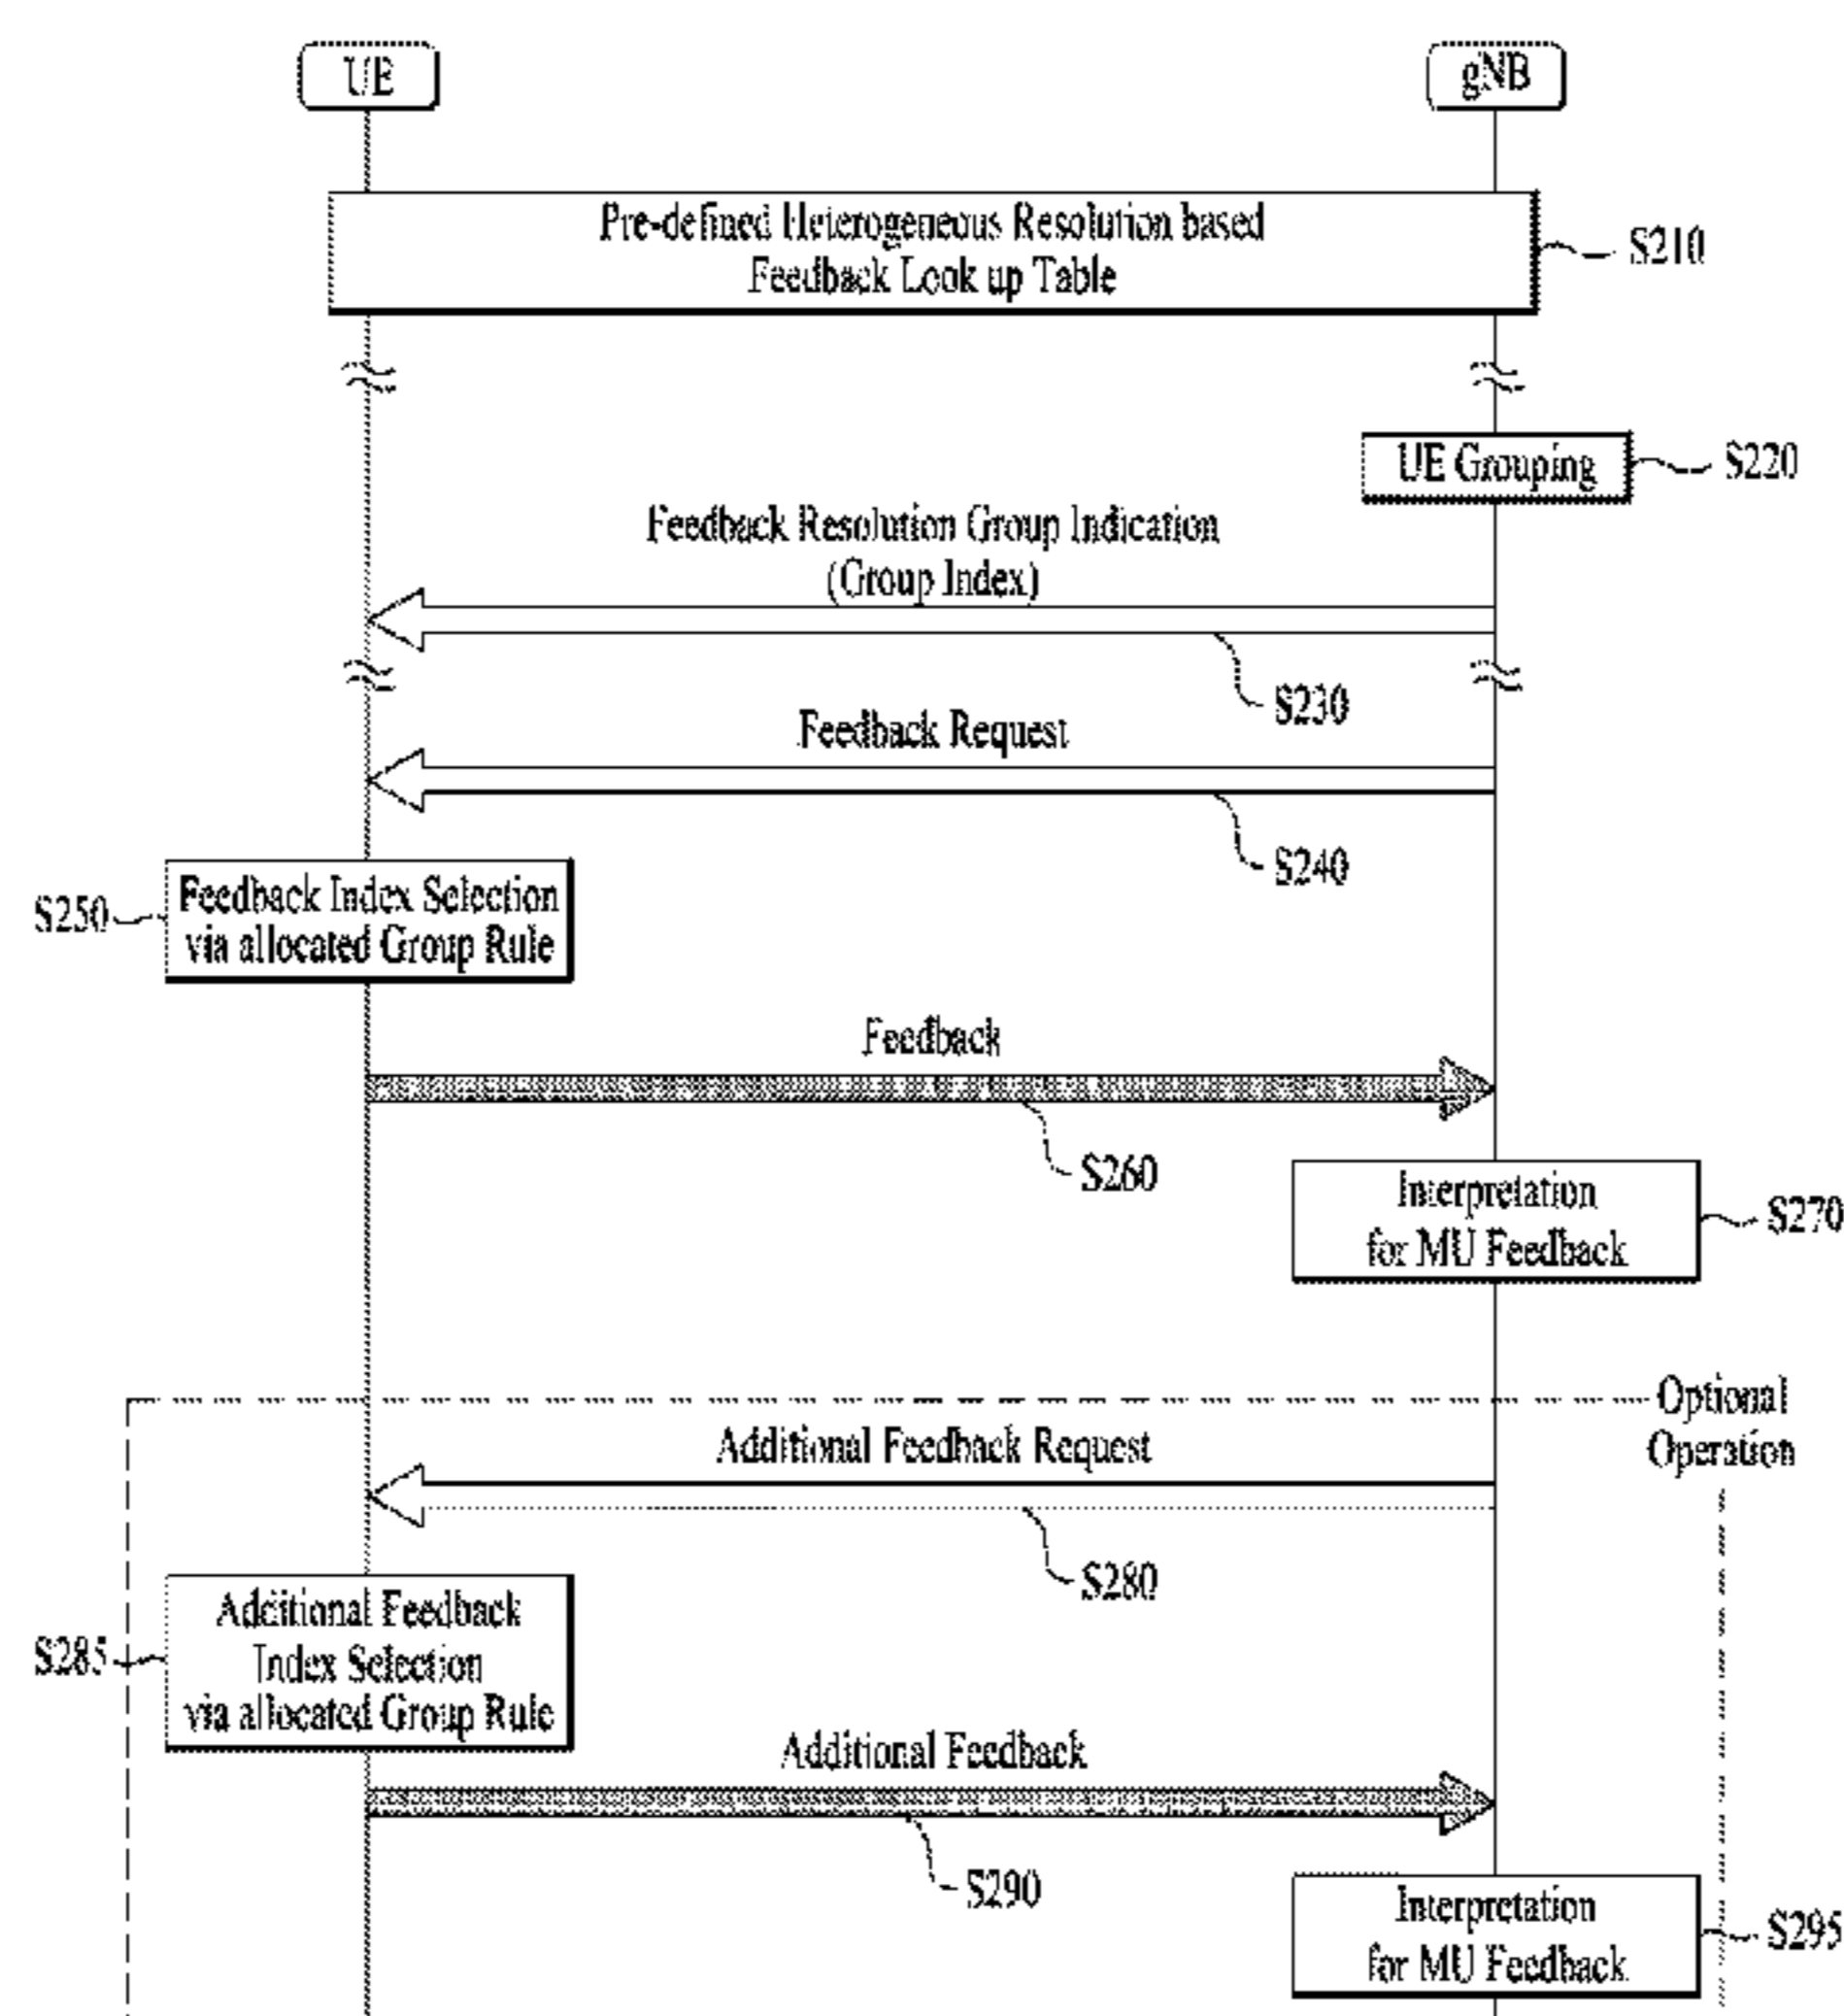 UE
gNB
Pre-defined Heterogeneous Resolution based
Feedback Look up Table
S210
UE Grouping
S220
Feedback Resolution Group Indication
(Group Index)
S230
Feedback Request
S240
S250
Feedback Index Selection
via allocated Group Rule
Feedback
S260
Interpretation
for MU Feedback
S270
Optional
Operation
Additional Feedback Request
S280
S285
Additional Feedback
Index Selection
via allocated Group Rule
Additional Feedback
S290
Interpretation
for MU Feedback
S295